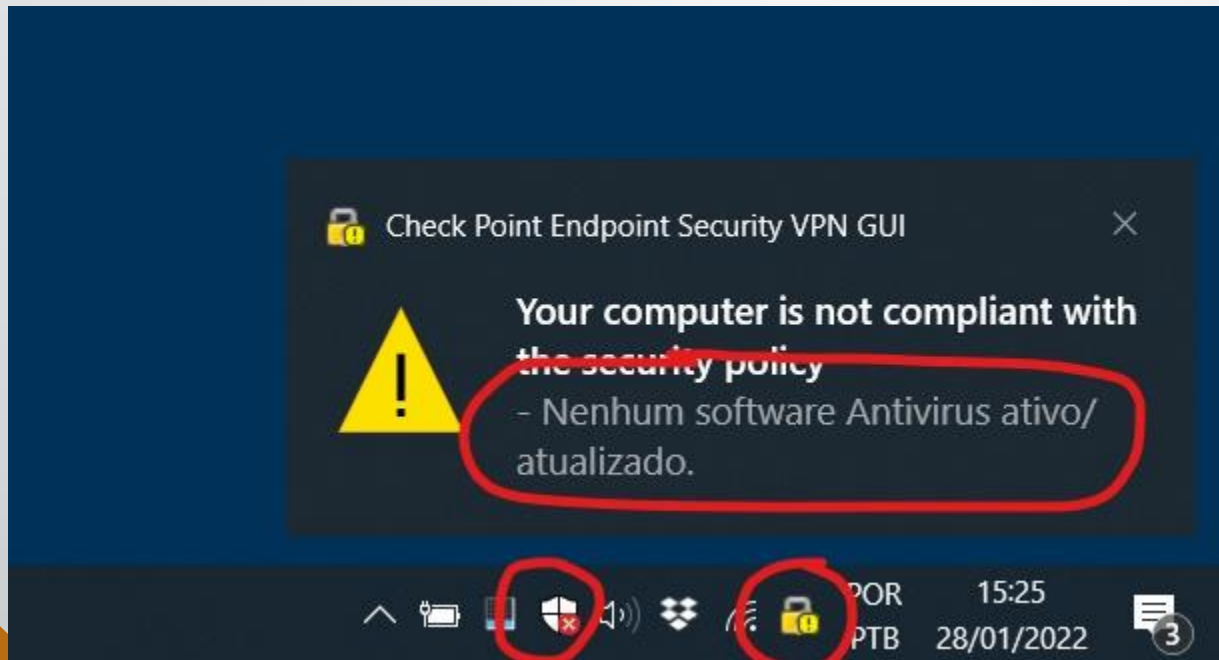 Check Point Endpoint Security VPN GUI
Your computer is not compliant with
the security policy
- Nenhum software Antivirus ativo/
atualizado.
POR 15:25
PTB 28/01/2022
3